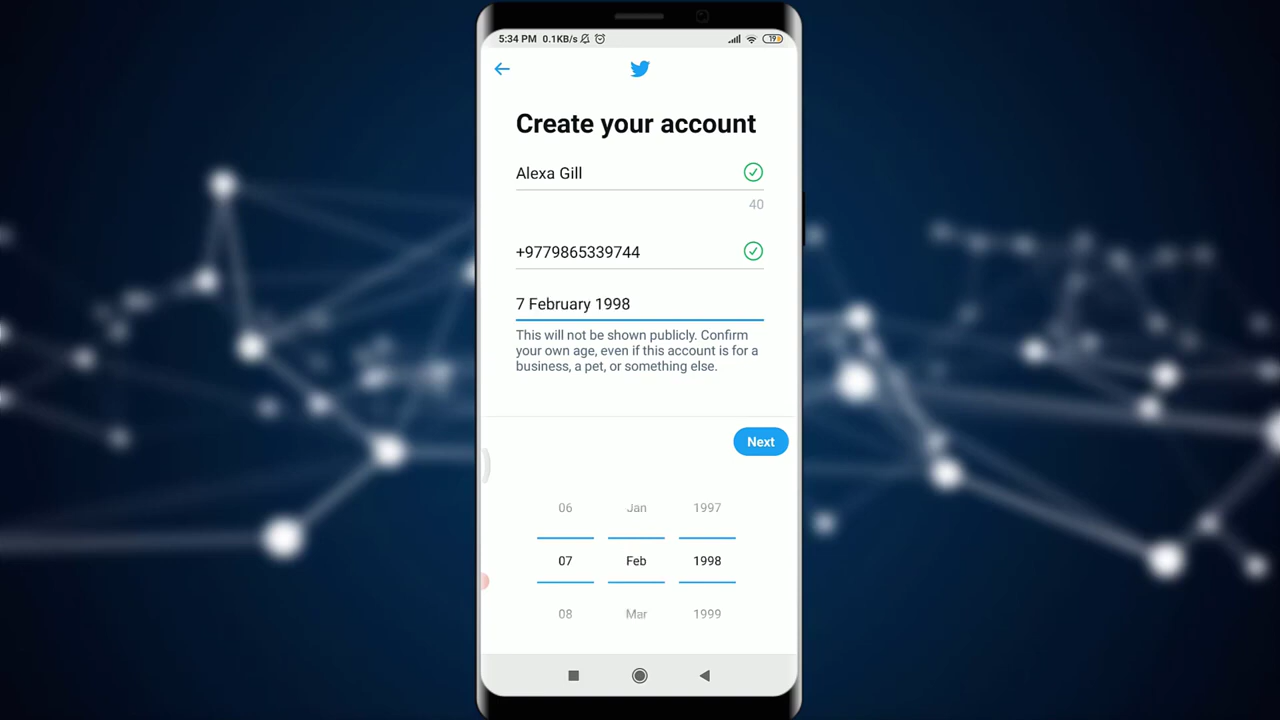 5:34 PM 0.1KB/s 19
Create your account
Alexa Gill
40
+9779865339744
7 February 1998
This will not be shown publicly. Confirm
your own age, even if this account is for a
business, a pet, or something else.
Next
06 Jan 1997
07 Feb 1998
08 Mar 1999